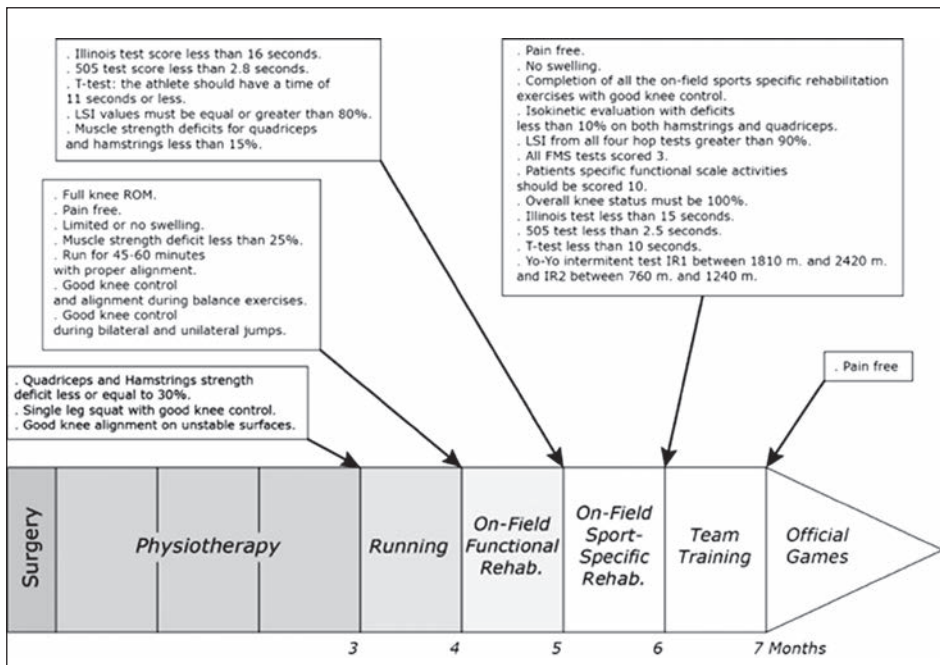 . Illinois test score less than 16 seconds.
. 505 test score less than 2.8 seconds.
. T-test: the athlete should have a time of
11 seconds or less.
. LSI values must be equal or greater than 80%.
. Muscle strength deficits for quadriceps
and hamstrings less than 15%.
. Pain free.
. No swelling.
. Completion of all the on-field sports specific rehabilitation
exercises with good knee control.
. Isokinetic evaluation with deficits
less than 10% on both hamstrings and quadriceps.
. LSI from all four hop tests greater than 90%.
. All FMS tests scored 3.
. Patients specific functional scale activities
should be scored 10.
. Overall knee status must be 100%.
. Illinois test less than 15 seconds.
. 505 test less than 2.5 seconds.
. T-test less than 10 seconds.
. Yo-Yo intermitent test IR1 between 1810 m. and 2420 m.
and IR2 between 760 m. and 1240 m.
. Full knee ROM.
. Pain free.
. Limited or no swelling.
. Muscle strength deficit less than 25%.
. Run for 45-60 minutes
with proper alignment.
. Good knee control
and alignment during balance exercises.
. Good knee control
during bilateral and unilateral jumps.
. Pain free
. Quadriceps and Hamstrings strength
deficit less or equal to 30%.
. Single leg squat with good knee control.
. Good knee alignment on unstable surfaces.
Surgery
Physiotherapy
Running
On-Field
Functional
Rehab.
On-Field
Sport-
Specific
Rehab.
Team
Training
Official
Games
3 4 5 6 7 Months